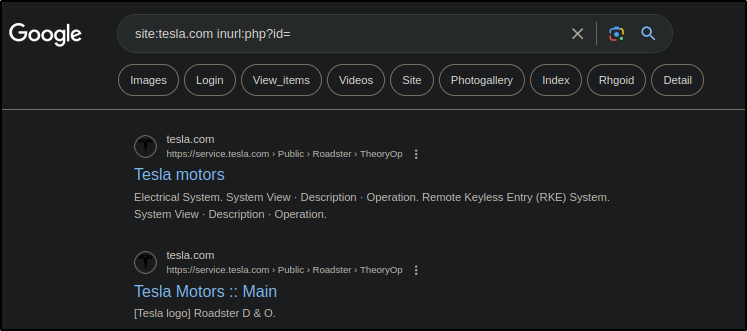 Google
site:tesla.com inurl:php?id=
Images Login View_items Videos Site Photogallery Index Rhgoid Detail
tesla.com
https://service.tesla.com › Public › Roadster › TheoryOp
Tesla motors
Electrical System. System View · Description · Operation. Remote Keyless Entry (RKE) System.
System View · Description · Operation.
tesla.com
https://service.tesla.com › Public › Roadster › TheoryOp
Tesla Motors :: Main
[Tesla logo] Roadster D & O.